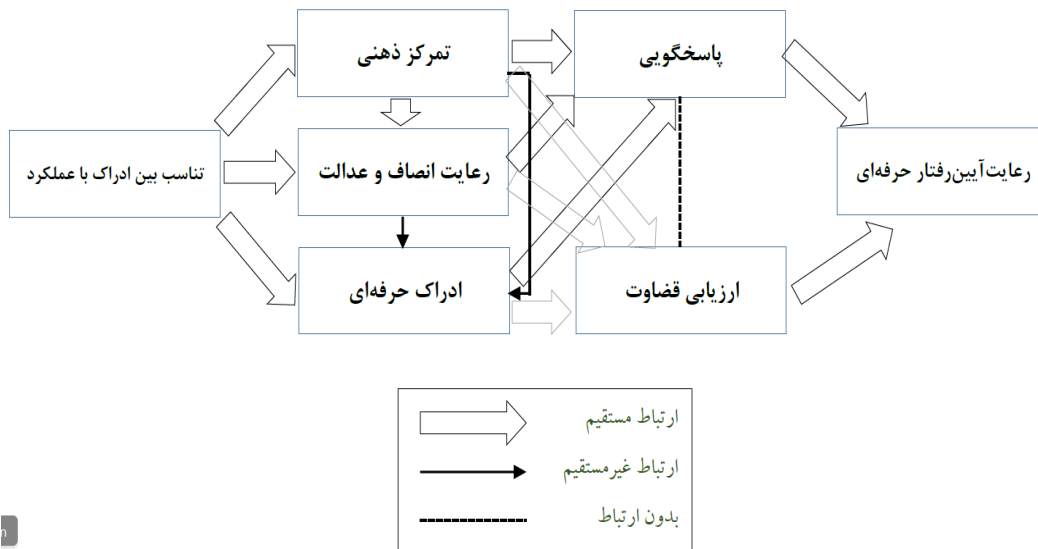 تمرکز ذهنی
پاسخگویی
تناسب بین ادراک با عملکرد
رعایت انصاف و عدالت
رعایت آیین‌رفتار حرفه‌ای
ادراک حرفه‌ای
ارزیابی قضاوت
ارتباط مستقیم
ارتباط غیرمستقیم
بدون ارتباط